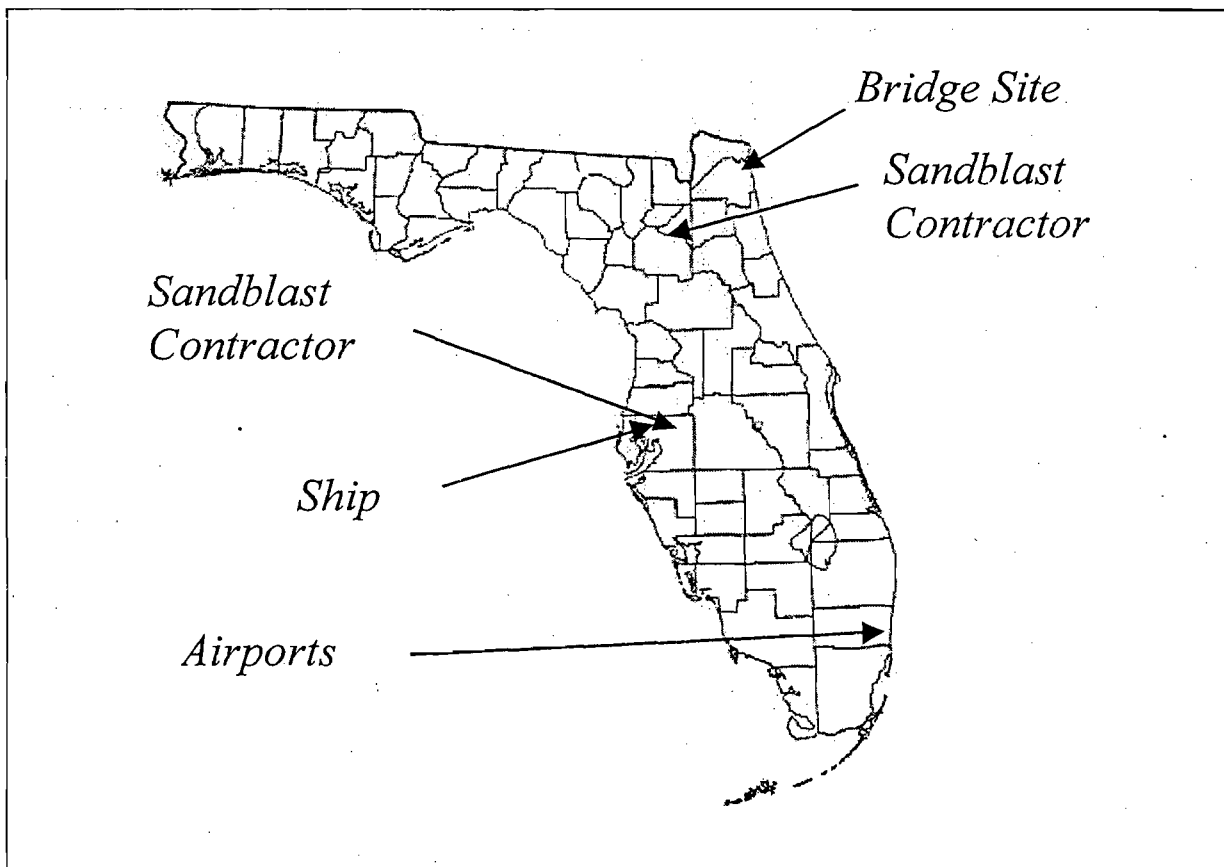 Bridge Site
Sandblast
Contractor
Sandblast
Contractor
Ship
Airports